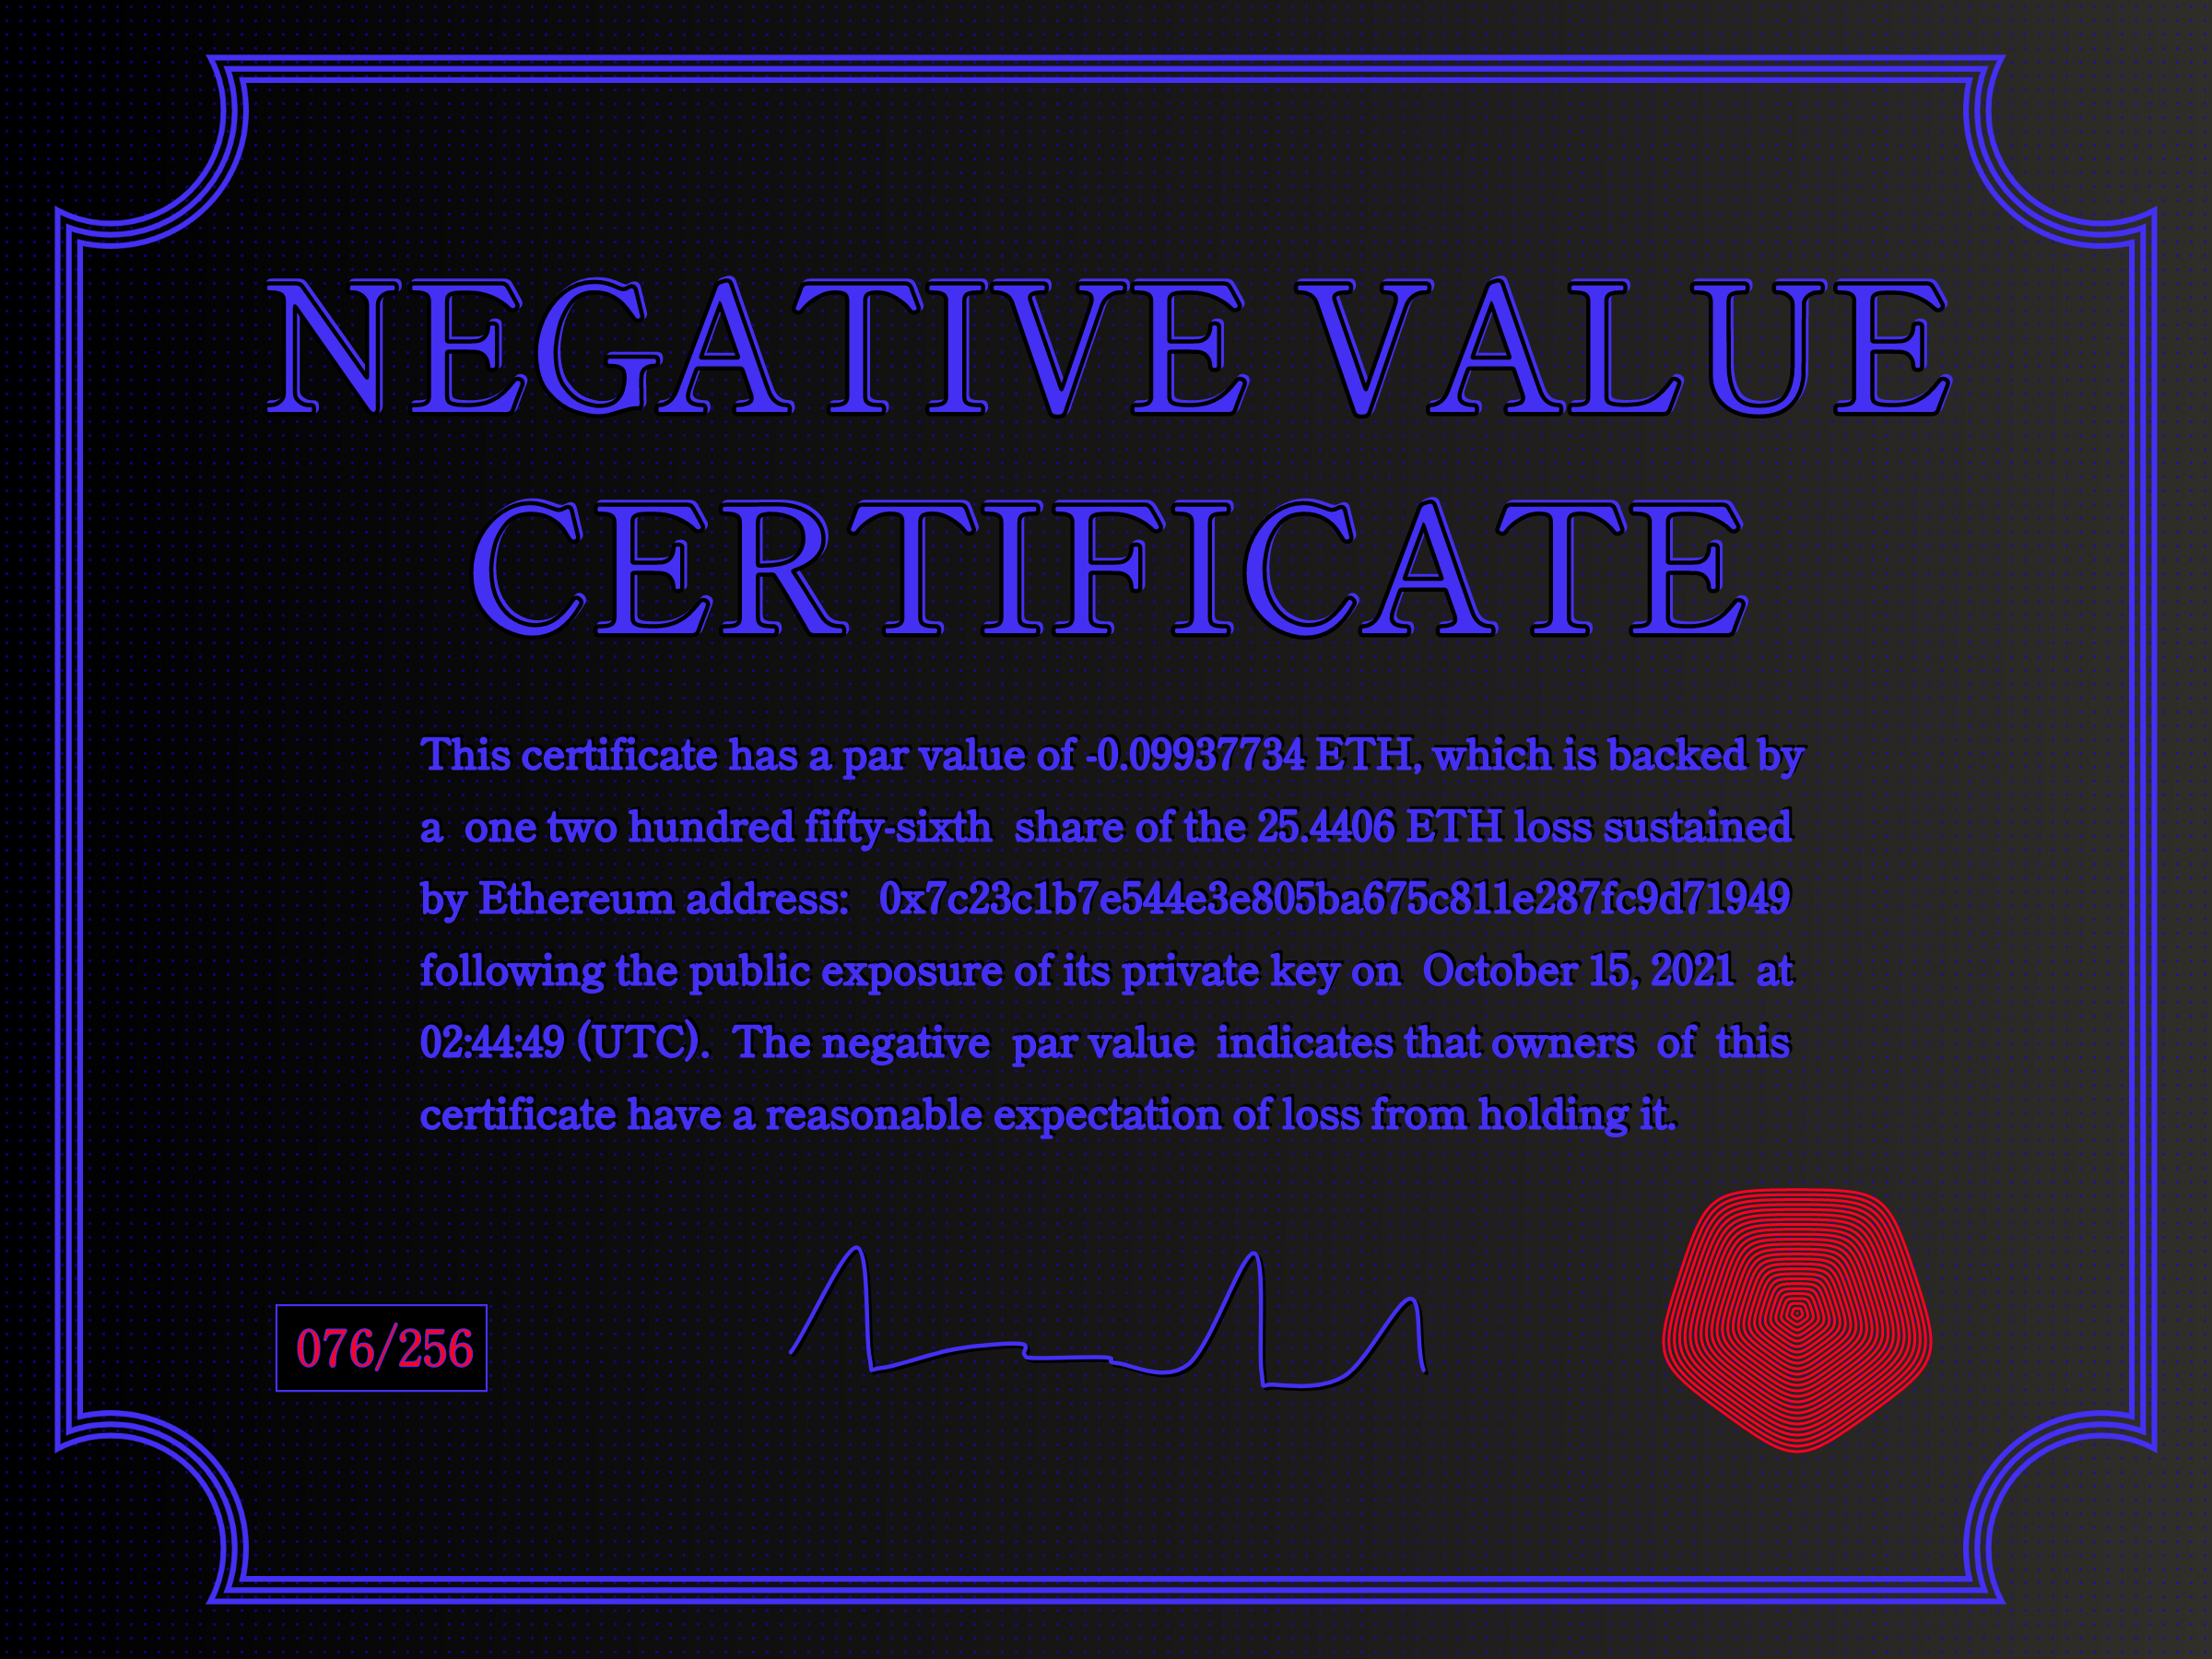 NEGATIVE VALUE
CERTIFICATE
This certificate has a par value of -0.09937734 ETH, which is backed by
a one two hundred fifty-sixth share of the 25.4406 ETH loss sustained
by Ethereum address: 0x7c23c1b7e544e3e805ba675c811e287fc9d71949
following the public exposure of its private key on October 15, 2021 at
02:44:49 (UTC). The negative par value indicates that owners of this
certificate have a reasonable expectation of loss from holding it.
076/256